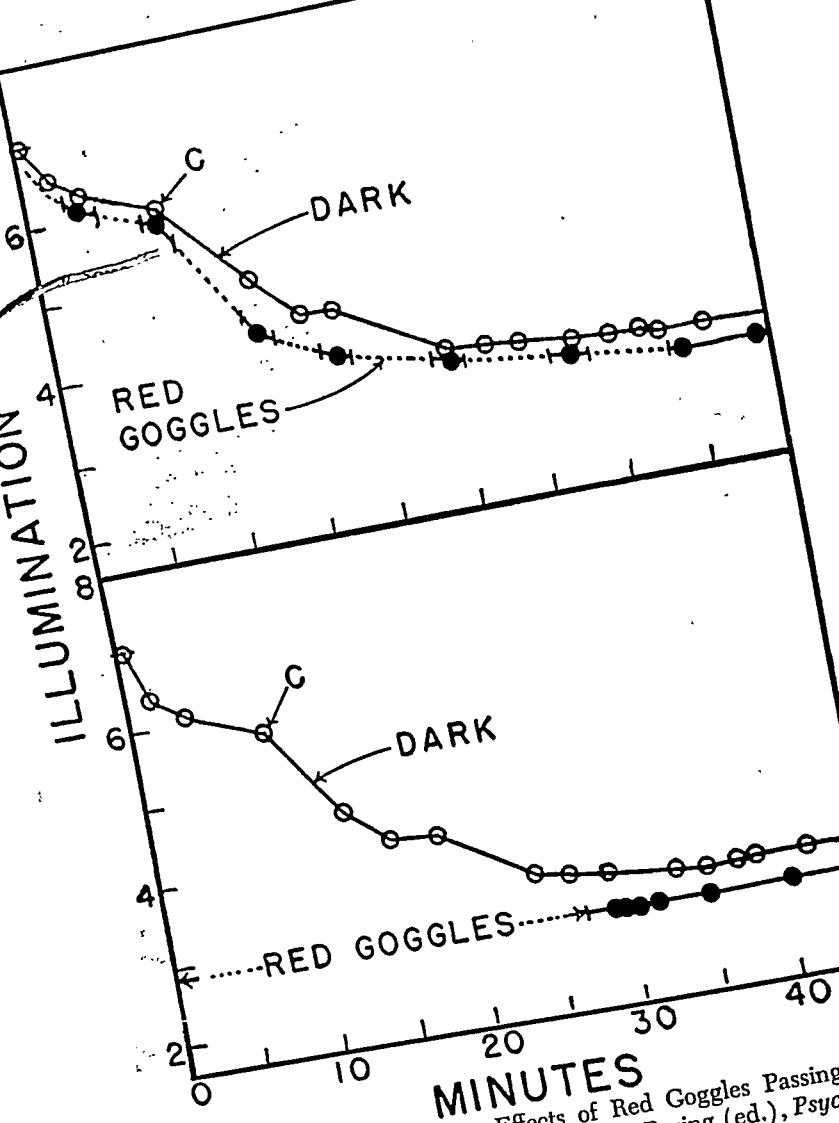 C
DARK
6
4
RED
GOGGLES
2
8
ILLUMINATION
C
DARK
6
4
RED GOGGLES
2
0
10
20
30
40
MINUTES
Effects of Red Goggles Passing
(ed.), Psyc